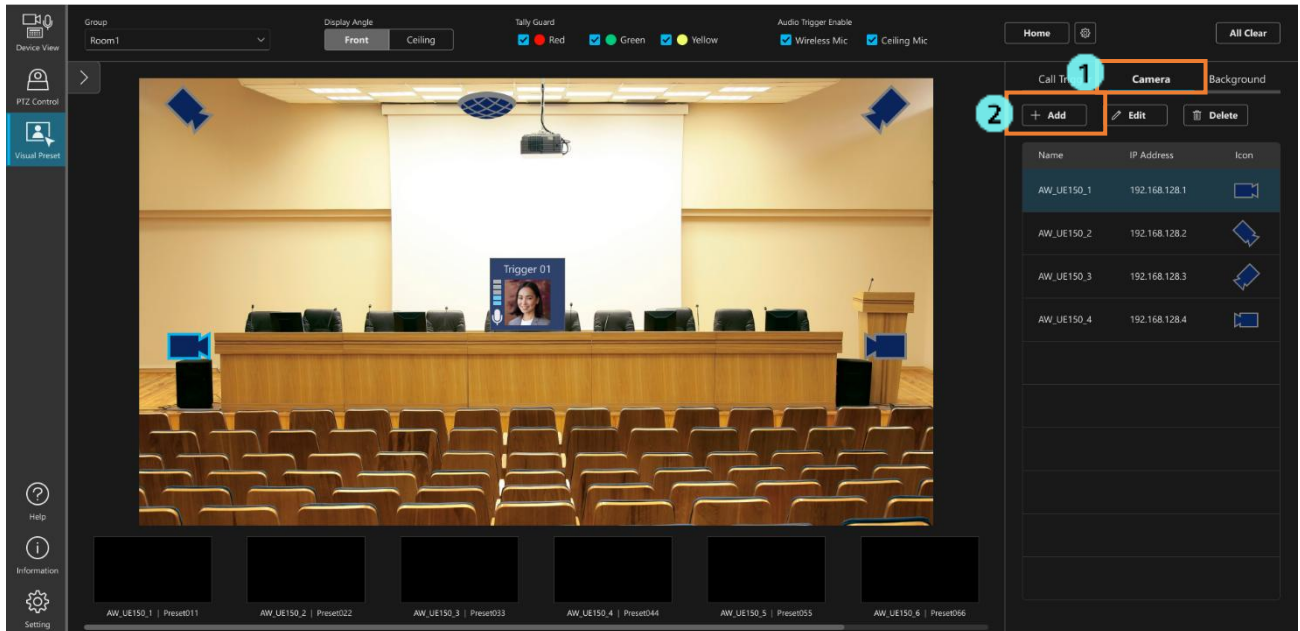 Device View
PTZ Control
Visual Preset
Help
Information
Setting
Group
Room1
Display Angle
Front Ceiling
Tally Guard
Red Green Yellow
Audio Trigger Enable
Wireless Mic Ceiling Mic
Home
All Clear
Trigger 01
AW_UE150_1 | Preset011
AW_UE150_2 | Preset022
AW_UE150_3 | Preset033
AW_UE150_4 | Preset044
AW_UE150_5 | Preset055
AW_UE150_6 | Preset066
1
Call Camera Background
2
+ Add Edit Delete
Name IP Address Icon
AW_UE150_1 192.168.128.1
AW_UE150_2 192.168.128.2
AW_UE150_3 192.168.128.3
AW_UE150_4 192.168.128.4